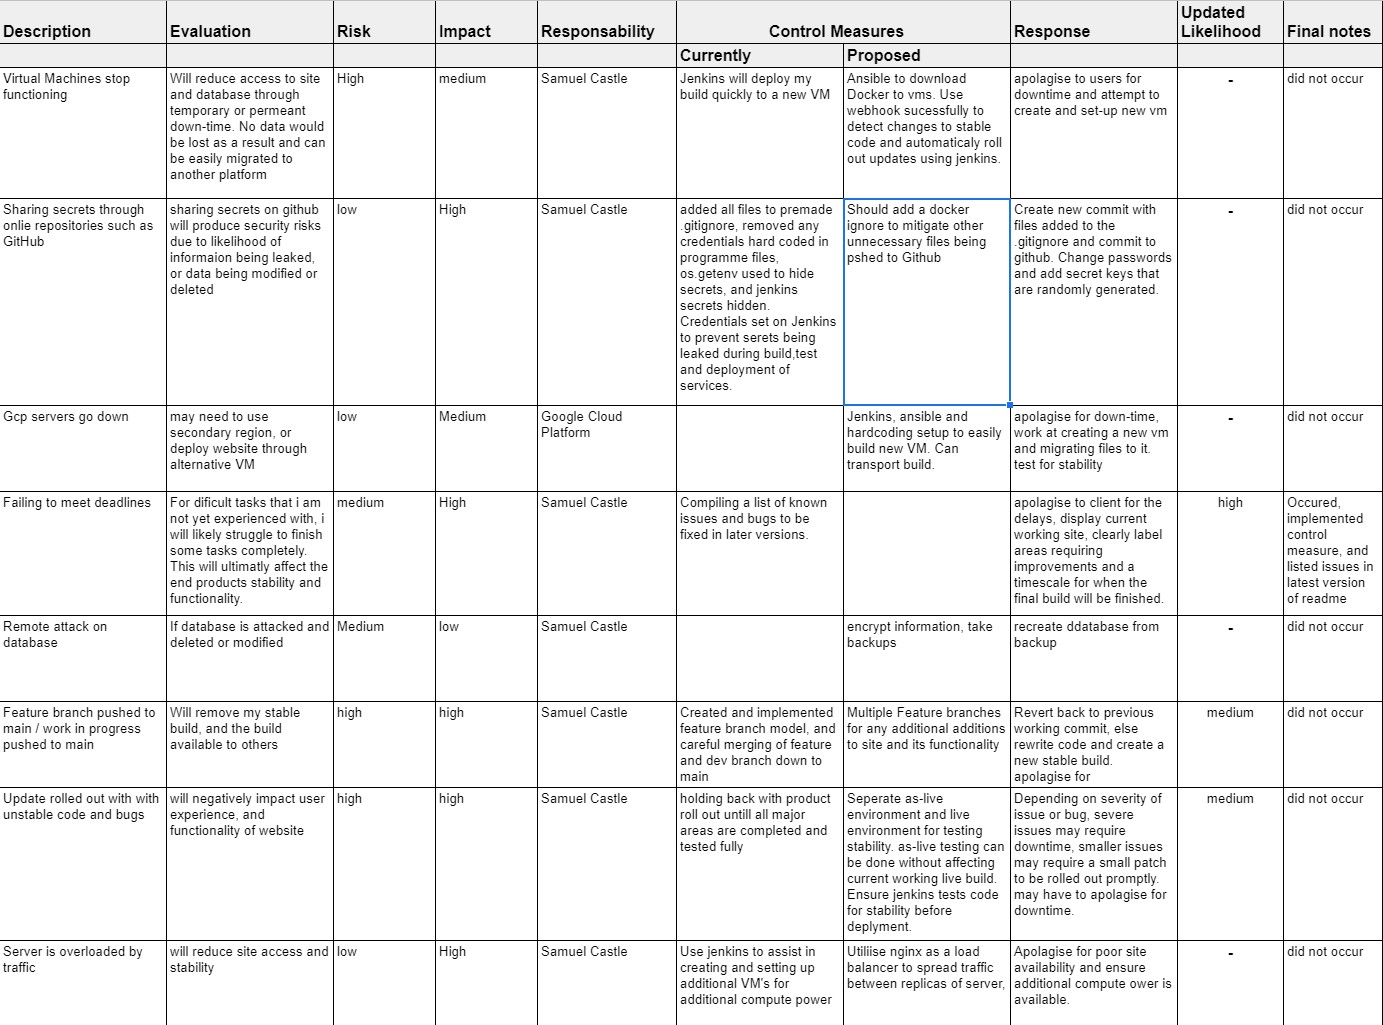 Description
Evaluation
Risk
Impact
Responsability
Control Measures
Response
Updated
Likelihood
Final notes
Currently
Proposed
Virtual Machines stop
functioning
Will reduce access to site
and database through
temporary or permeant
down-time. No data would
be lost as a result and can
be easily migrated to
another platform
High
medium
Samuel Castle
Jenkins will deploy my
build quickly to a new VM
Ansible to download
Docker to vms. Use
webhook sucessfully to
detect changes to stable
code and automaticaly roll
out updates using jenkins.
apolagise to users for
downtime and attempt to
create and set-up new vm
-
did not occur
Sharing secrets through
onlie repositories such as
GitHub
sharing secrets on github
will produce security risks
due to likelihood of
informaion being leaked,
or data being modified or
deleted
low
High
Samuel Castle
added all files to premade
.gitignore, removed any
credentials hard coded in
programme files,
os.getenv used to hide
secrets, and jenkins
secrets hidden.
Credentials set on Jenkins
to prevent serets being
leaked during build,test
and deployment of
services.
Should add a docker
ignore to mitigate other
unnecessary files being
pshed to Github
Create new commit with
files added to the
.gitignore and commit to
github. Change passwords
and add secret keys that
are randomly generated.
-
did not occur
Gcp servers go down
may need to use
secondary region, or
deploy website through
alternative VM
low
Medium
Google Cloud
Platform
Jenkins, ansible and
hardcoding setup to easily
build new VM. Can
transport build.
apolagise for down-time,
work at creating a new vm
and migrating files to it.
test for stability
-
did not occur
Failing to meet deadlines
For dificult tasks that i am
not yet experienced with, i
will likely struggle to finish
some tasks completely.
This will ultimatly affect the
end products stability and
functionality.
medium
High
Samuel Castle
Compiling a list of known
issues and bugs to be
fixed in later versions.
apolagise to client for the
delays, display current
working site, clearly label
areas requiring
improvements and a
timescale for when the
final build will be finished.
high
Occured,
implemented
control
measure, and
listed issues in
latest version
of readme
Remote attack on
database
If database is attacked and
deleted or modified
Medium
low
Samuel Castle
encrypt information, take
backups
recreate ddatabase from
backup
-
did not occur
Feature branch pushed to
main / work in progress
pushed to main
Will remove my stable
build, and the build
available to others
high
high
Samuel Castle
Created and implemented
feature branch model, and
careful merging of feature
and dev branch down to
main
Multiple Feature branches
for any additional additions
to site and its functionality
Revert back to previous
working commit, else
rewrite code and create a
new stable build.
apolagise for
medium
did not occur
Update rolled out with with
unstable code and bugs
will negatively impact user
experience, and
functionality of website
high
high
Samuel Castle
holding back with product
roll out untill all major
areas are completed and
tested fully
Seperate as-live
environment and live
environment for testing
stability. as-live testing can
be done without affecting
current working live build.
Ensure jenkins tests code
for stability before
deplyment.
Depending on severity of
issue or bug, severe
issues may require
downtime, smaller issues
may require a small patch
to be rolled out promptly.
may have to apolagise for
downtime.
medium
did not occur
Server is overloaded by
traffic
will reduce site access and
stability
low
High
Samuel Castle
Use jenkins to assist in
creating and setting up
additional VM's for
additional compute power
Utiliise nginx as a load
balancer to spread traffic
between replicas of server,
Apolagise for poor site
availability and ensure
additional compute ower is
available.
-
did not occur